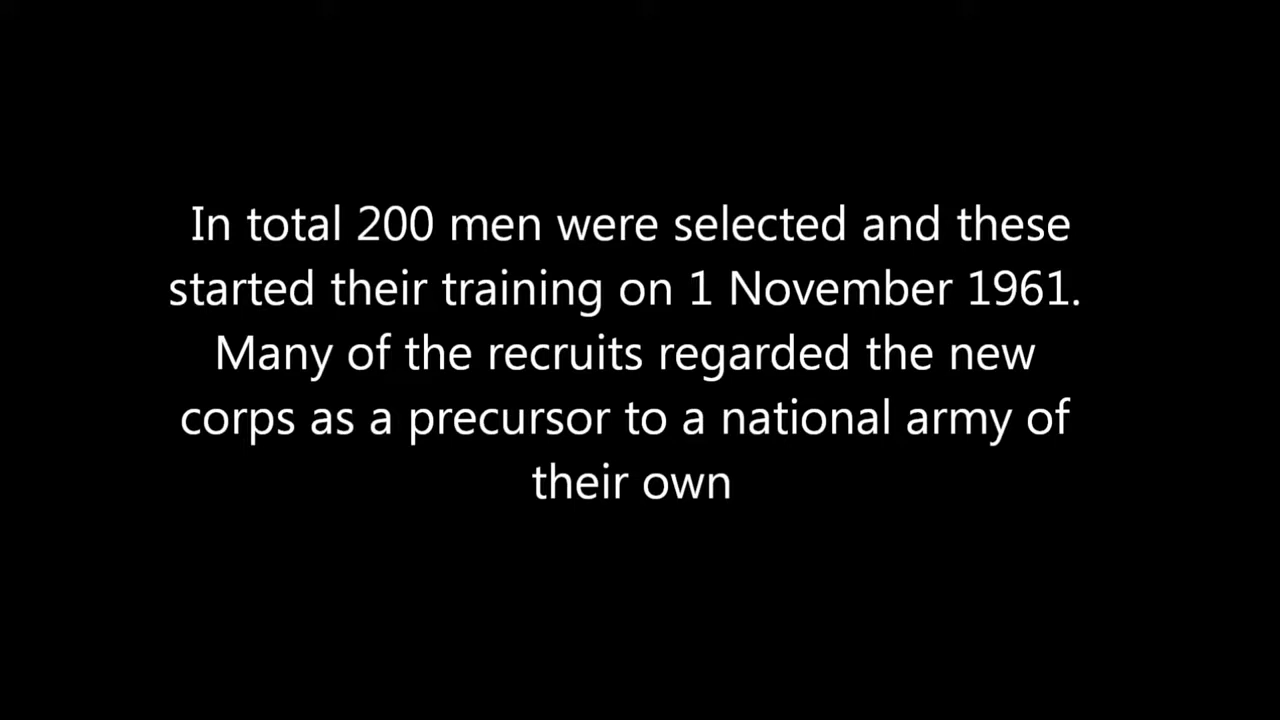 In total 200 men were selected and these
started their training on 1 November 1961.
Many of the recruits regarded the new
corps as a precursor to a national army of
their own